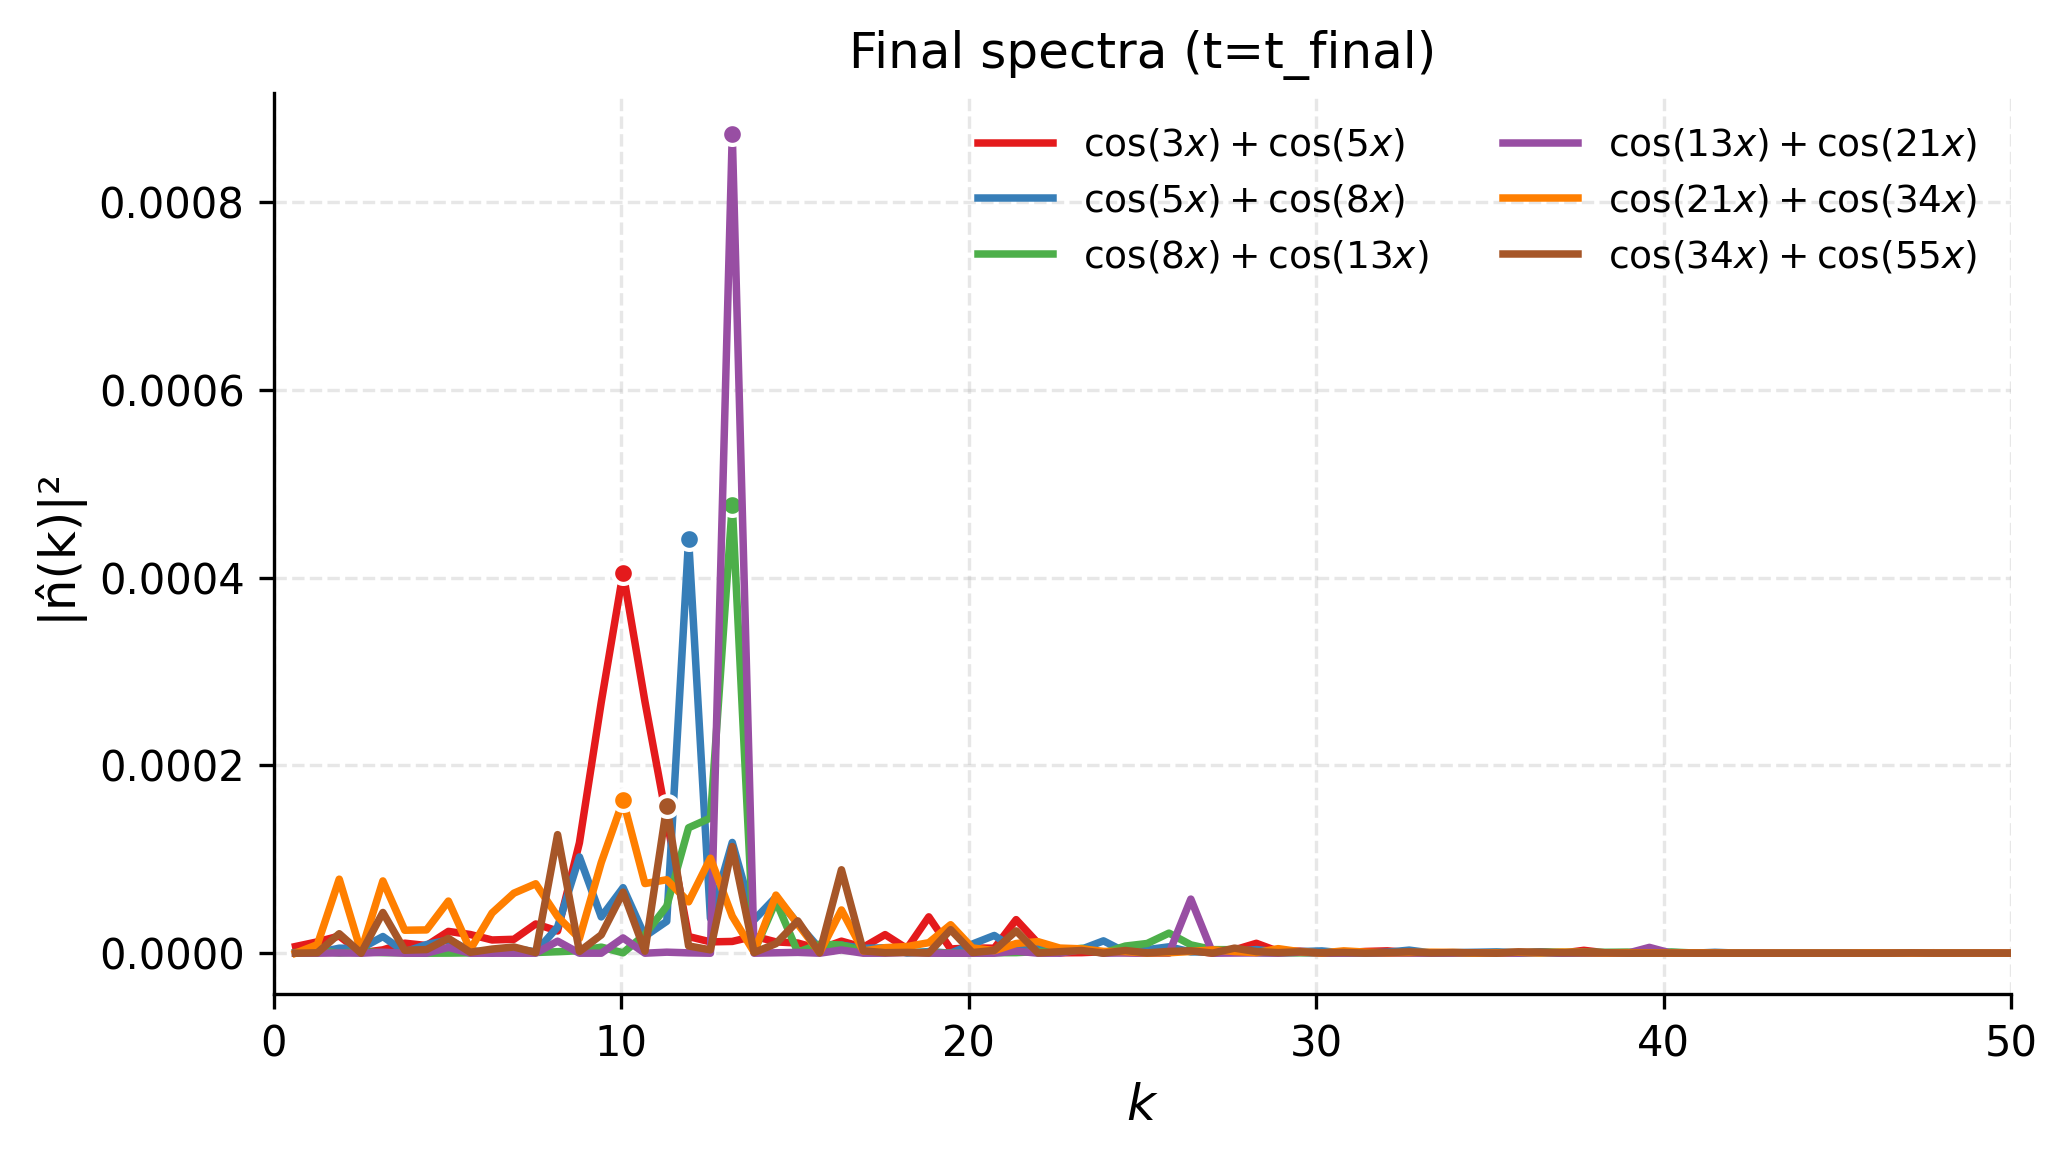 Final spectra (t=t_final)
|n̂(k)|²
0.0008
0.0006
0.0004
0.0002
0.0000
cos(3x) + cos(5x)
cos(5x) + cos(8x)
cos(8x) + cos(13x)
cos(13x) + cos(21x)
cos(21x) + cos(34x)
cos(34x) + cos(55x)
0 10 20 30 40 50
k